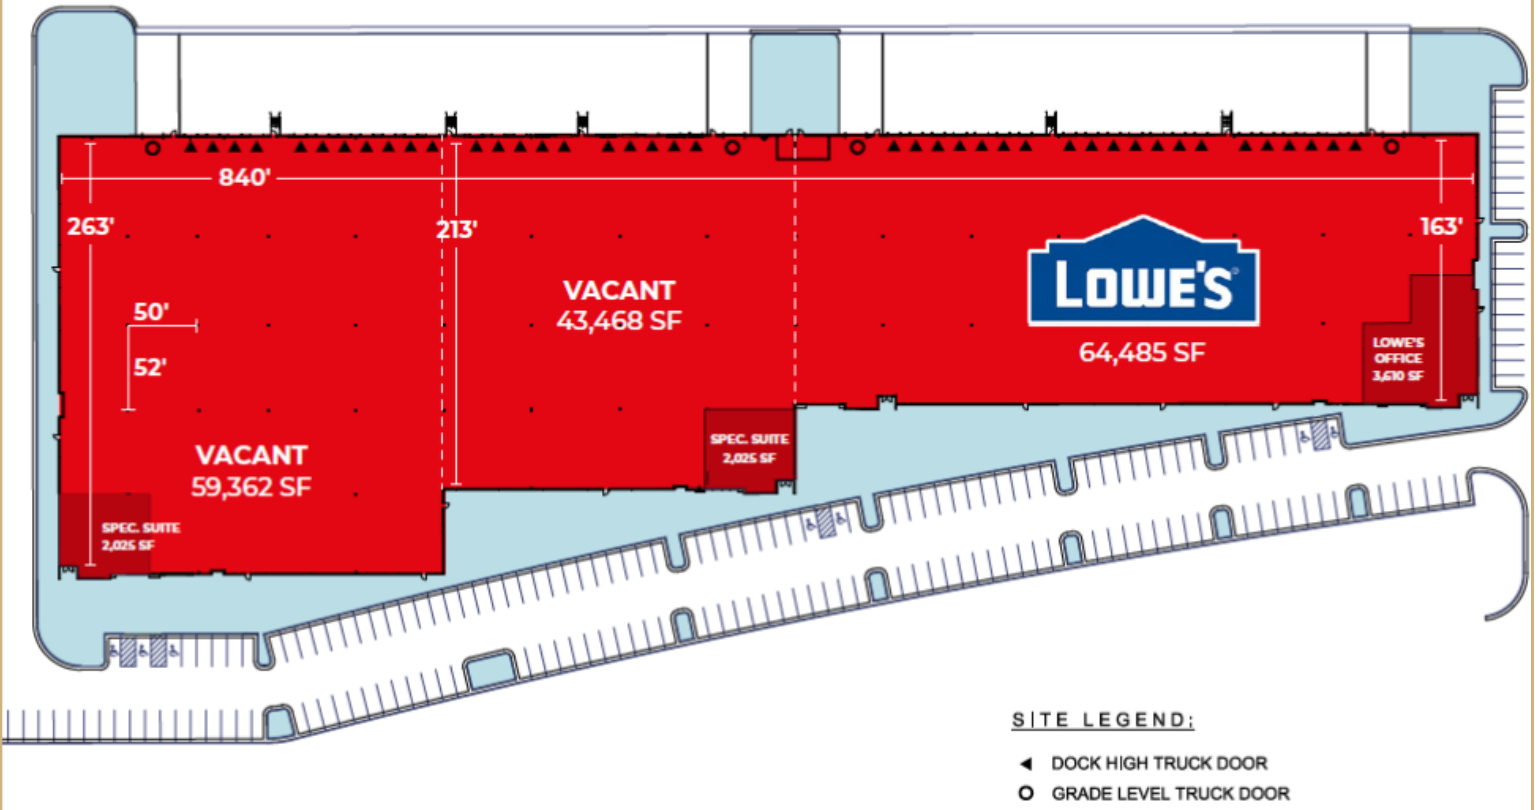 840'
263'
213'
163'
50'
52'
VACANT
43,468 SF
LOWE'S
64,485 SF
LOWE'S
OFFICE
3,610 SF
VACANT
59,362 SF
SPEC. SUITE
2,025 SF
SPEC. SUITE
2,025 SF
SITE LEGEND:
DOCK HIGH TRUCK DOOR
GRADE LEVEL TRUCK DOOR